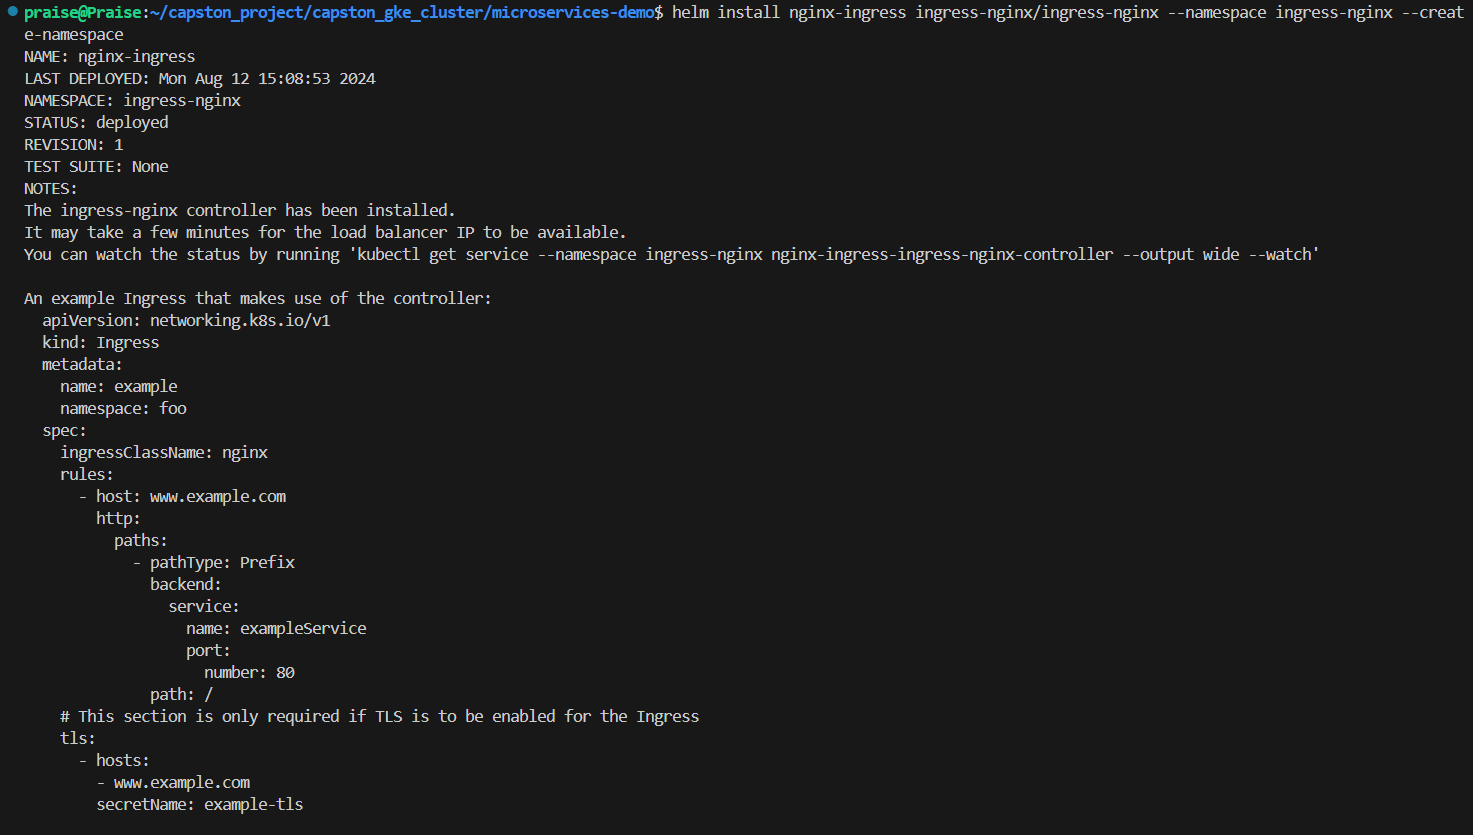 praise@Praise:~/capston_project/capston_gke_cluster/microservices-demo$ helm install nginx-ingress ingress-nginx/ingress-nginx --namespace ingress-nginx --creat
e-namespace
NAME: nginx-ingress
LAST DEPLOYED: Mon Aug 12 15:08:53 2024
NAMESPACE: ingress-nginx
STATUS: deployed
REVISION: 1
TEST SUITE: None
NOTES:
The ingress-nginx controller has been installed.
It may take a few minutes for the load balancer IP to be available.
You can watch the status by running 'kubectl get service --namespace ingress-nginx nginx-ingress-ingress-nginx-controller --output wide --watch'

An example Ingress that makes use of the controller:
  apiVersion: networking.k8s.io/v1
  kind: Ingress
  metadata:
    name: example
    namespace: foo
  spec:
    ingressClassName: nginx
    rules:
      - host: www.example.com
        http:
          paths:
            - pathType: Prefix
              backend:
                service:
                  name: exampleService
                  port:
                    number: 80
              path: /
    # This section is only required if TLS is to be enabled for the Ingress
    tls:
      - hosts:
        - www.example.com
        secretName: example-tls